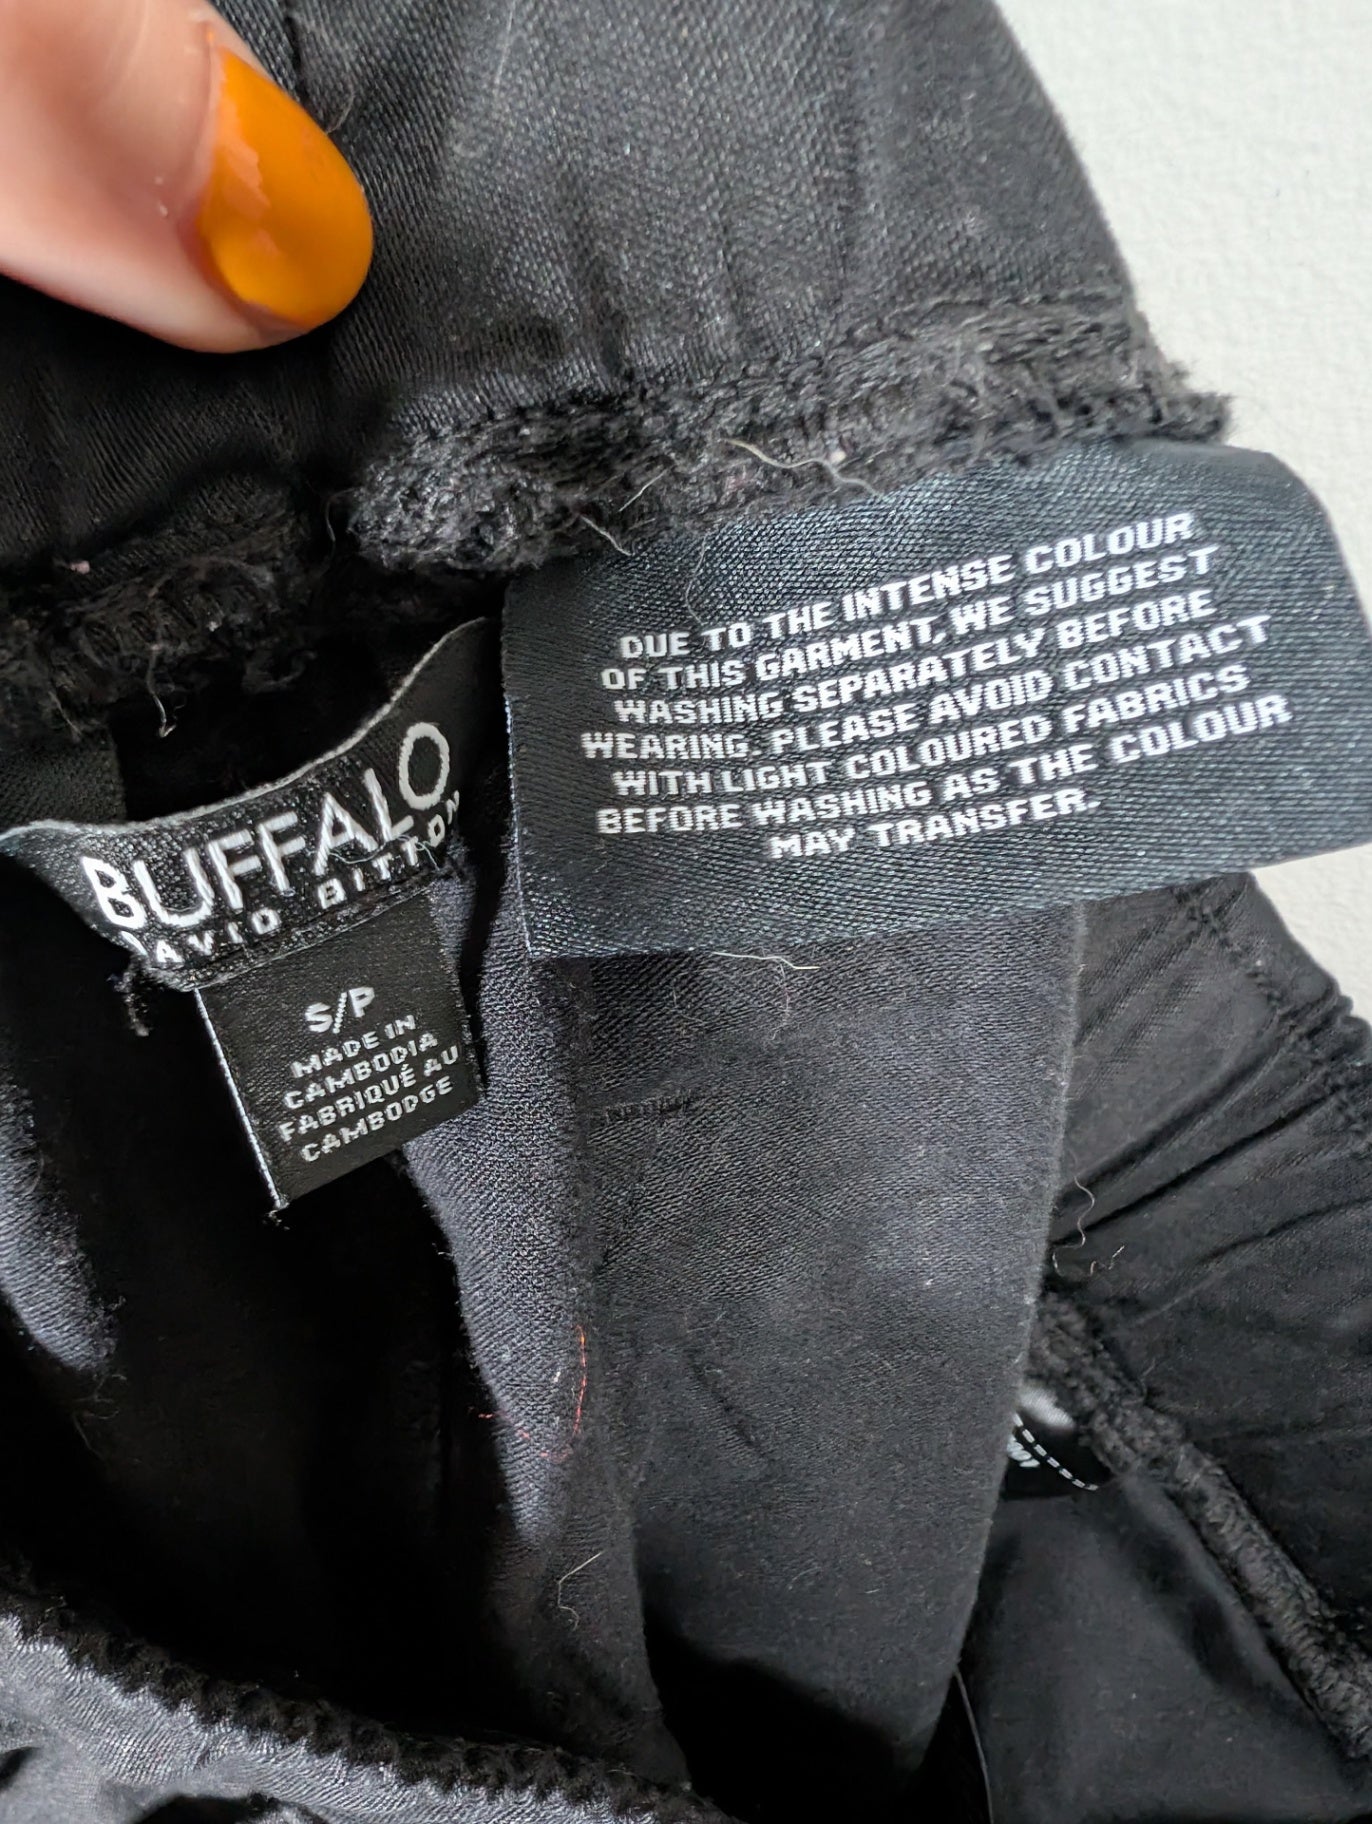 DUE TO THE INTENSE COLOUR
OF THIS GARMENT, WE SUGGEST
WASHING SEPARATELY BEFORE
WEARING. PLEASE AVOID CONTACT
WITH LIGHT COLOURED FABRICS
BEFORE WASHING AS THE COLOUR
MAY TRANSFER.
BUFFALO
DAVID BITTON
S/P
MADE IN
CAMBODIA
FABRIQUÉ AU
CAMBODGE